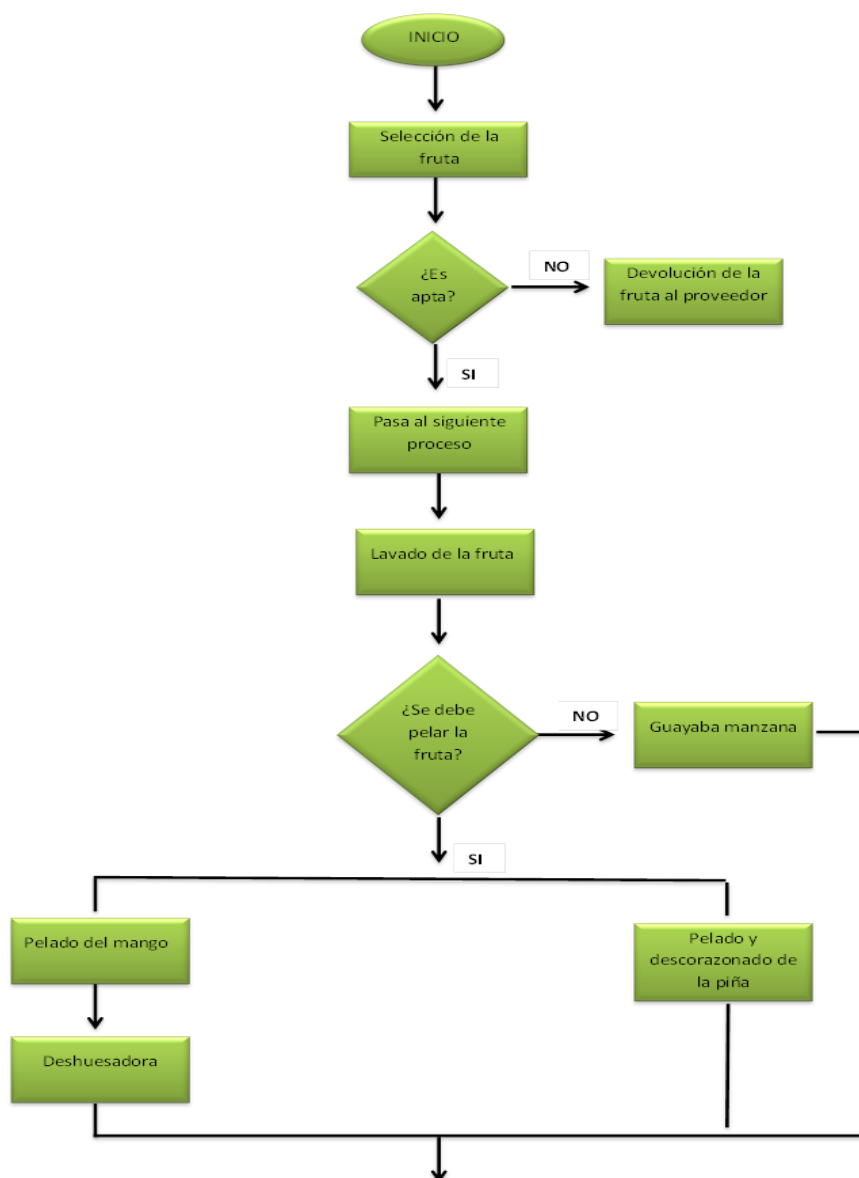 INICIO
Selección de la
fruta
¿Es
apta?
NO
Devolución de la
fruta al proveedor
SI
Pasa al siguiente
proceso
Lavado de la fruta
¿Se debe
pelar la
fruta?
NO
Guayaba manzana
SI
Pelado del mango
Pelado y
descorazonado de
la piña
Deshuesadora